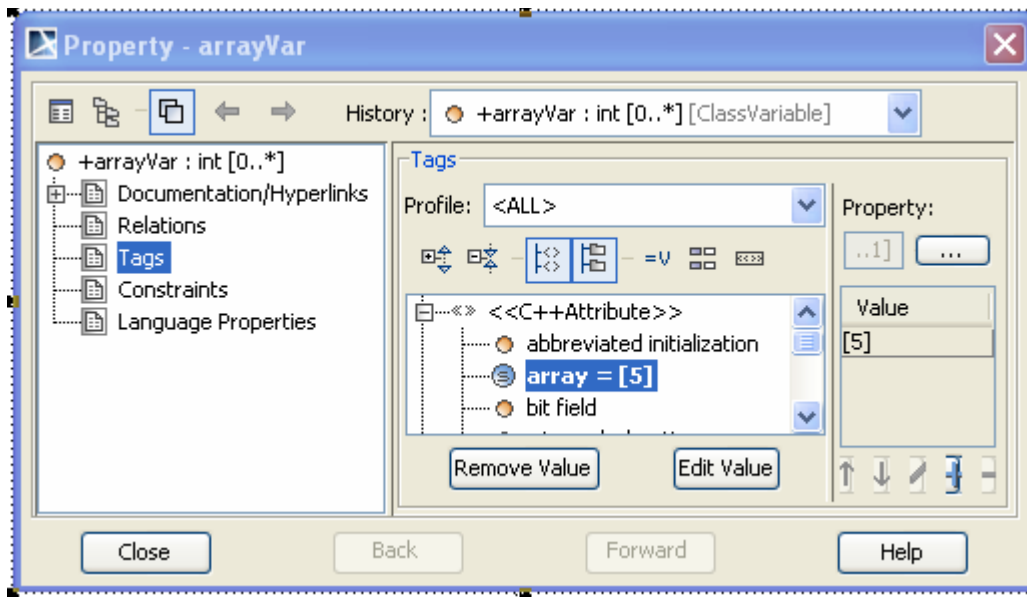 Property - arrayVar
History : +arrayVar : int [0..*] [ClassVariable]
+arrayVar : int [0..*]
Documentation/Hyperlinks
Relations
Tags
Constraints
Language Properties
Tags
Profile: <ALL>
=V
<<C++Attribute>>
abbreviated initialization
array = [5]
bit field
Remove Value
Edit Value
Property:
..1]
...
Value
[5]
Close
Back
Forward
Help